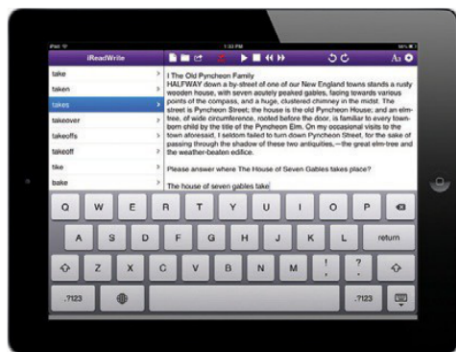 iPad
1:53 PM
iReadWrite
Aa
take
taken
takes
takeover
takeoffs
takeoff
tike
bake
I The Old Pyncheon Family
HALFWAY down a by-street of one of our New England towns stands a rusty
wooden house, with seven acutely peaked gables, facing towards various
points of the compass, and a huge, clustered chimney in the midst. The
street is Pyncheon Street; the house is the old Pyncheon House; and an elm-
tree, of wide circumference, rooted before the door, is familiar to every town-
born child by the title of the Pyncheon Elm. On my occasional visits to the
town aforesaid, I seldom failed to turn down Pyncheon Street, for the sake of
passing through the shadow of these two antiquities, —the great elm-tree and
the weather-beaten edifice.
Please answer where The House of Seven Gables takes place?
The house of seven gables take
Q W E R T Y U I O P
A S D F G H J K L return
Z X C V B N M ! , ? .
.?123 .?123